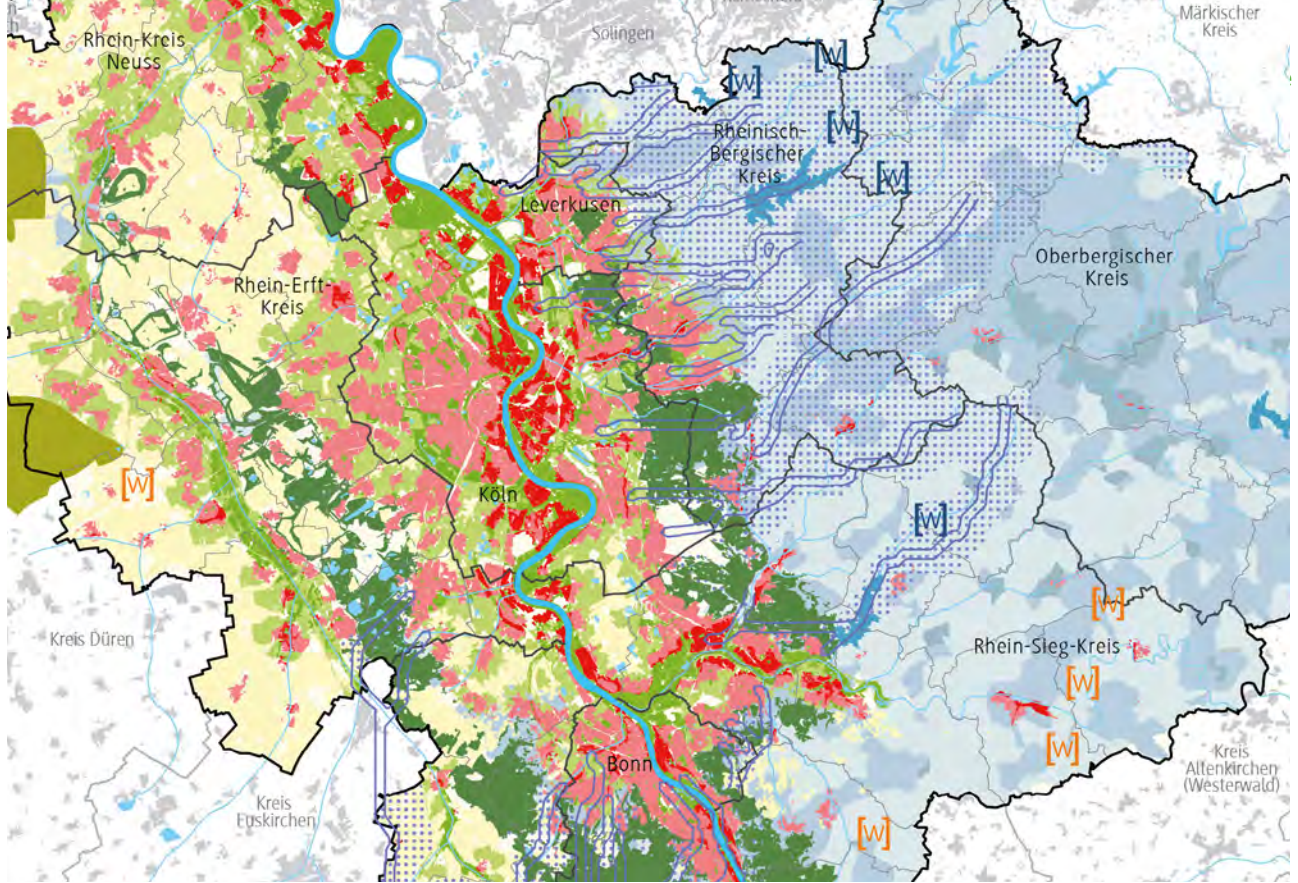 Märkischer
Kreis
Solingen
Rhein-Kreis
Neuss
[W]
[W]
[W]
Rheinisch-
Bergischer
Kreis
[W]
Leverkusen
Oberbergischer
Kreis
Rhein-Erft-
Kreis
[W]
Köln
[W]
[W]
Kreis Düren
Rhein-Sieg-Kreis
[W]
[W]
Bonn
Kreis
Altenkirchen
(Westerwald)
Kreis
Euskirchen
[W]